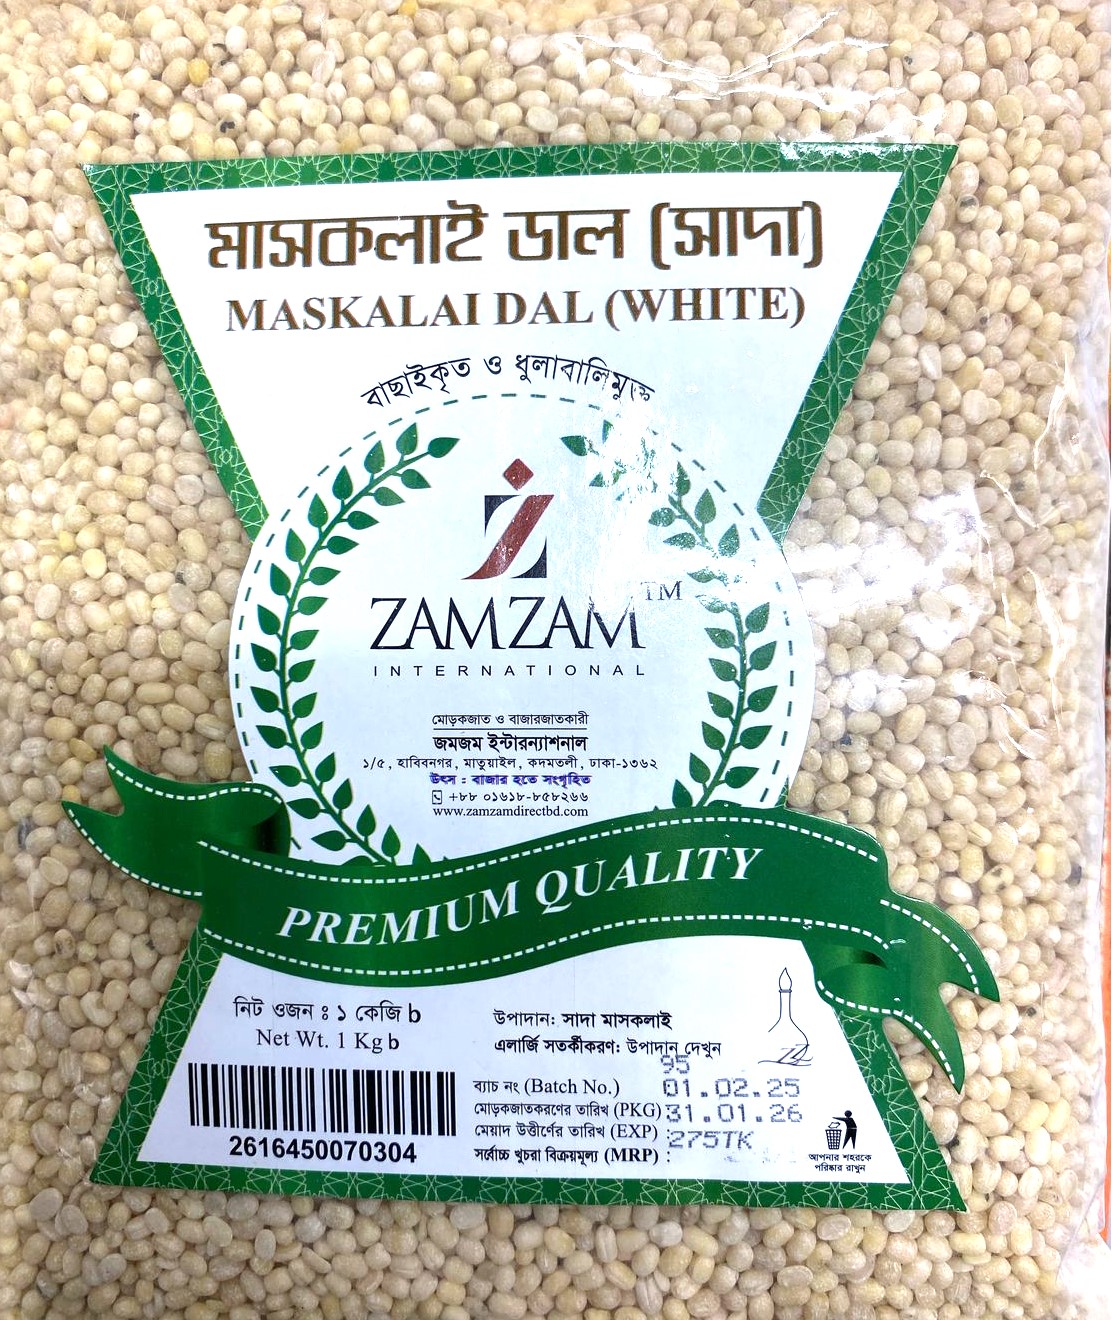 মাসকলাই ডাল (সাদা)
MASKALAI DAL (WHITE)
বাছাইকৃত ও ধুলাবালিমুক্ত
ZAMZAM™
INTERNATIONAL
মোড়কজাত ও বাজারজাতকারী
জমজম ইন্টারন্যাশনাল
১/৫, হাবিবনগর, মাতুয়াইল, কদমতলী, ঢাকা-১৩৬২
উৎস : বাজার হতে সংগৃহিত
+৮৮ ০১৬১৮-৮৫৮২৬৬
www.zamzamdirectbd.com
PREMIUM QUALITY
নিট ওজন ঃ ১ কেজি b
Net Wt. 1 Kg b
2616450070304
উপাদান: সাদা মাসকলাই
এলার্জি সতর্কীকরণ: উপাদান দেখুন
95
ব্যাচ নং (Batch No.) 01.02.25
মোড়কজাতকরণের তারিখ (PKG) 31.01.26
মেয়াদ উত্তীর্ণের তারিখ (EXP) : 275TK
সর্বোচ্চ খুচরা বিক্রয়মূল্য (MRP) :
আপনার শহরকে
পরিষ্কার রাখুন